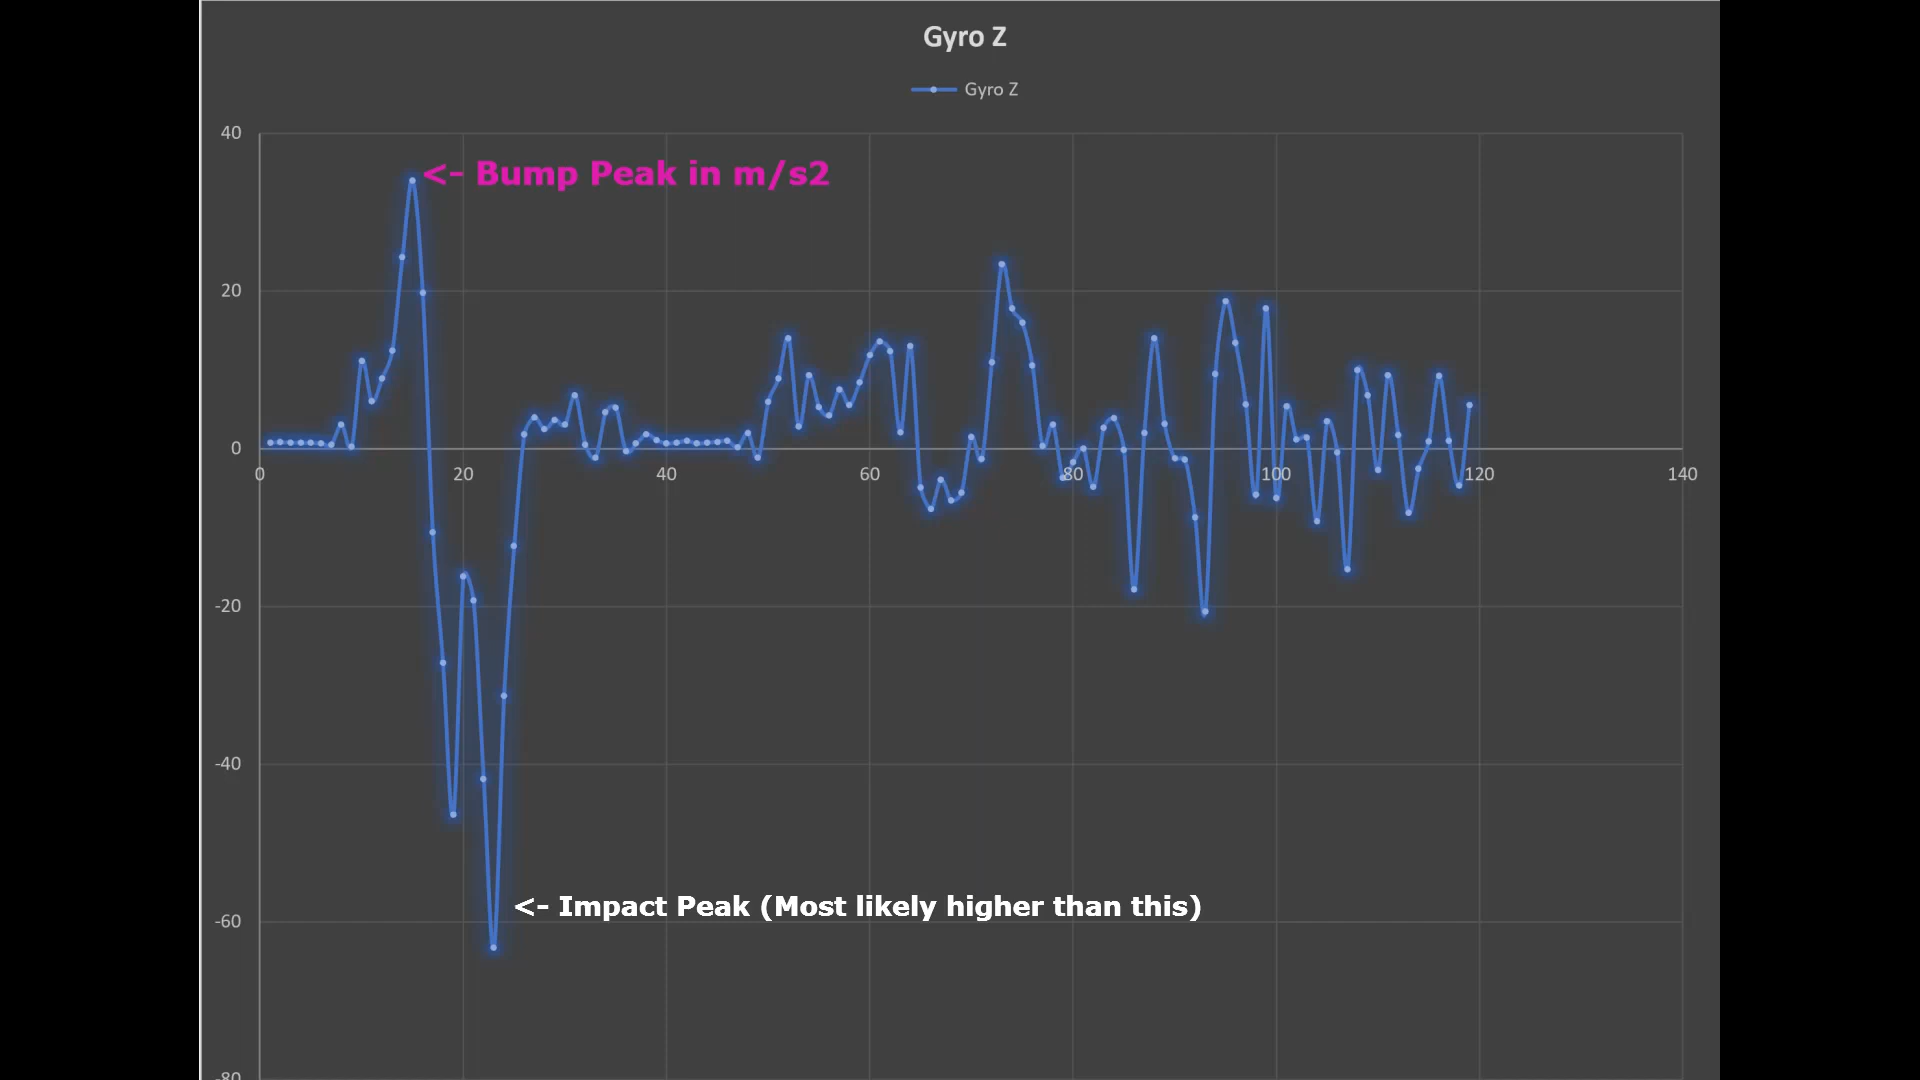 Gyro Z
Gyro Z
40
<- Bump Peak in m/s2
20
0
0 20 40 60 80 100 120 140
-20
-40
<- Impact Peak (Most likely higher than this)
-60
-80